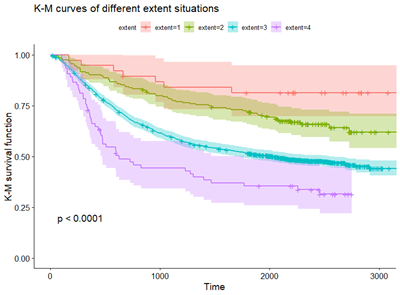 K-M curves of different extent situations
extent extent=1 extent=2 extent=3 extent=4
K-M survival function
1.00
0.75
0.50
0.25
0.00
p < 0.0001
0 1000 2000 3000
Time